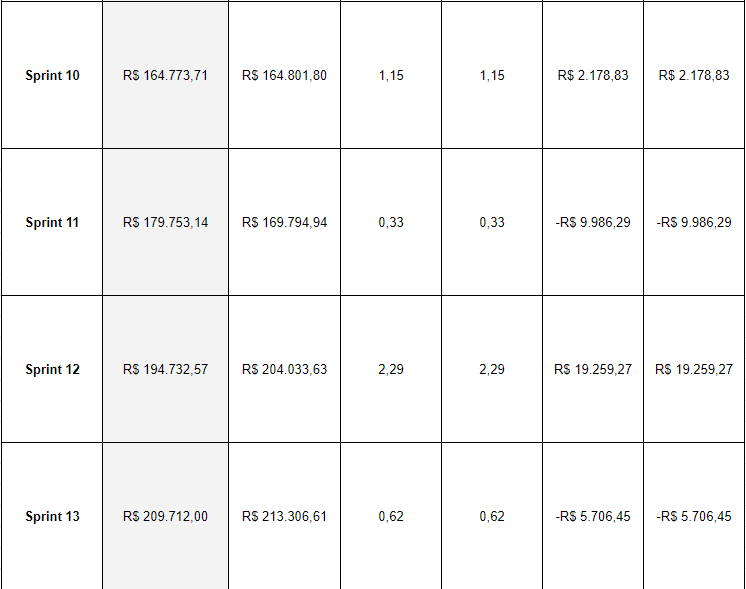 Sprint 10 R$ 164.773,71 R$ 164.801,80 1,15 1,15 R$ 2.178,83 R$ 2.178,83
Sprint 11 R$ 179.753,14 R$ 169.794,94 0,33 0,33 -R$ 9.986,29 -R$ 9.986,29
Sprint 12 R$ 194.732,57 R$ 204.033,63 2,29 2,29 R$ 19.259,27 R$ 19.259,27
Sprint 13 R$ 209.712,00 R$ 213.306,61 0,62 0,62 -R$ 5.706,45 -R$ 5.706,45